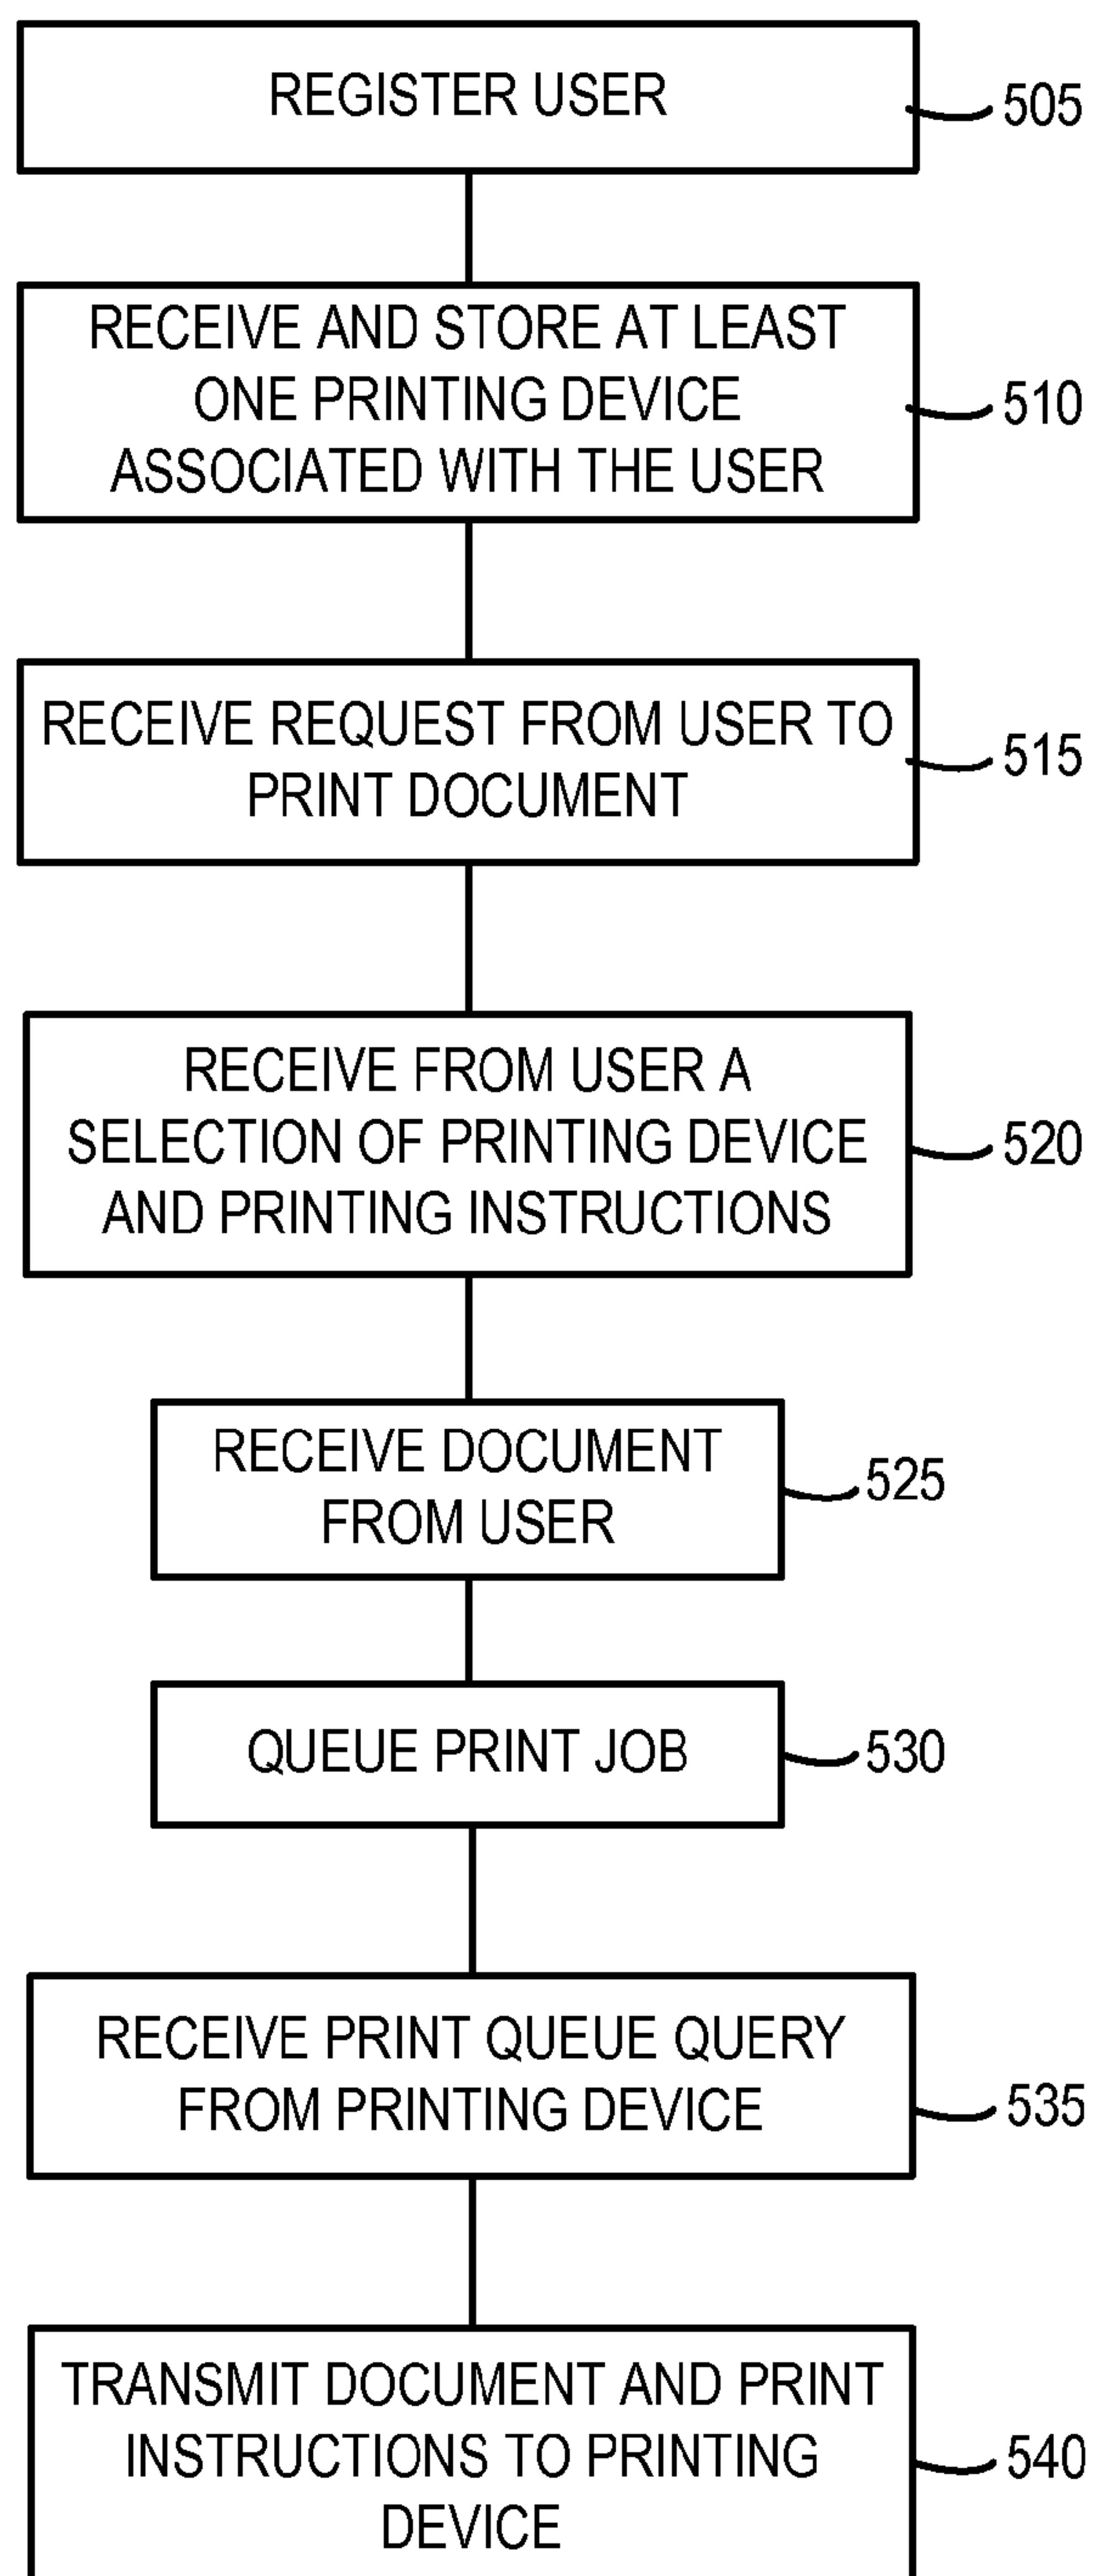 REGISTER USER
505
RECEIVE AND STORE AT LEAST
ONE PRINTING DEVICE
ASSOCIATED WITH THE USER
510
RECEIVE REQUEST FROM USER TO
PRINT DOCUMENT
515
RECEIVE FROM USER A
SELECTION OF PRINTING DEVICE
AND PRINTING INSTRUCTIONS
520
RECEIVE DOCUMENT
FROM USER
525
QUEUE PRINT JOB
530
RECEIVE PRINT QUEUE QUERY
FROM PRINTING DEVICE
535
TRANSMIT DOCUMENT AND PRINT
INSTRUCTIONS TO PRINTING
DEVICE
540